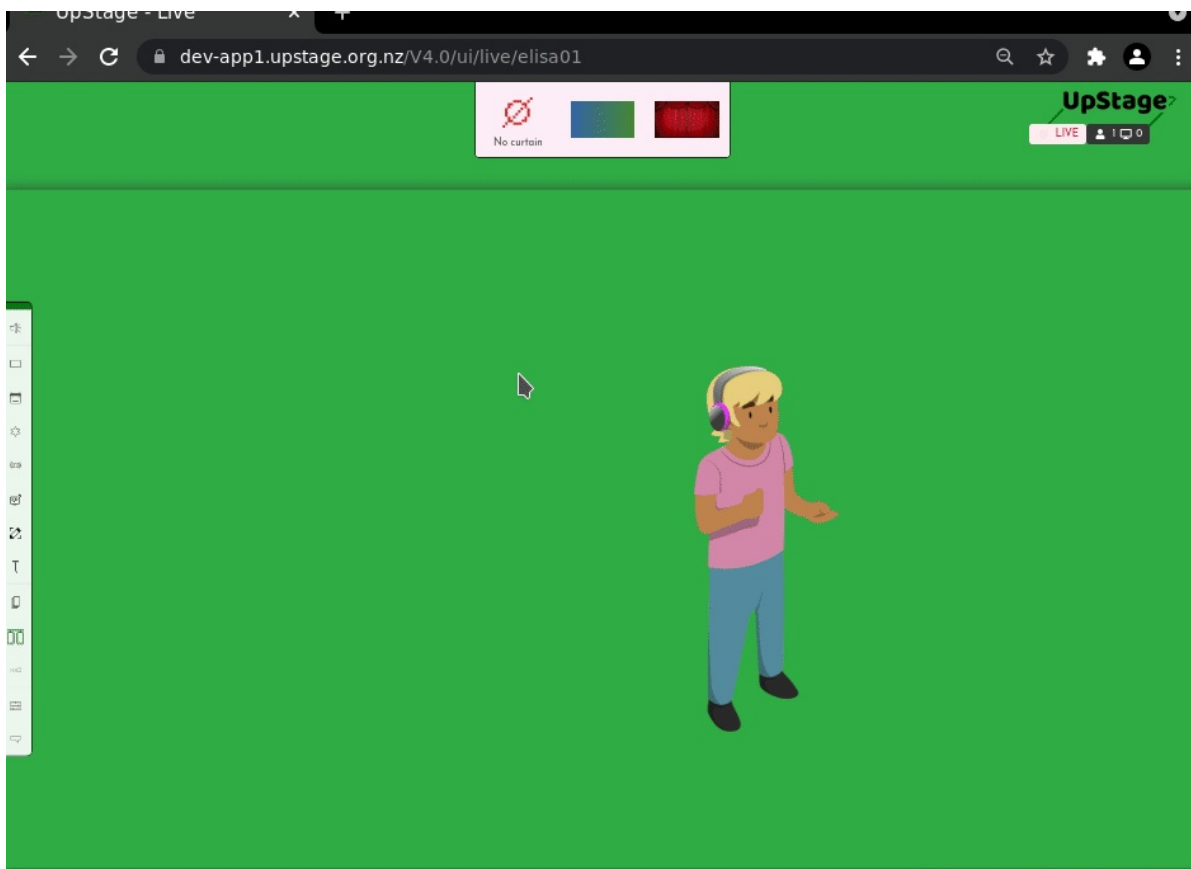 UpStage - Live
dev-app1.upstage.org.nz/V4.0/ui/live/elisa01
No curtain
UpStage
LIVE 1 0